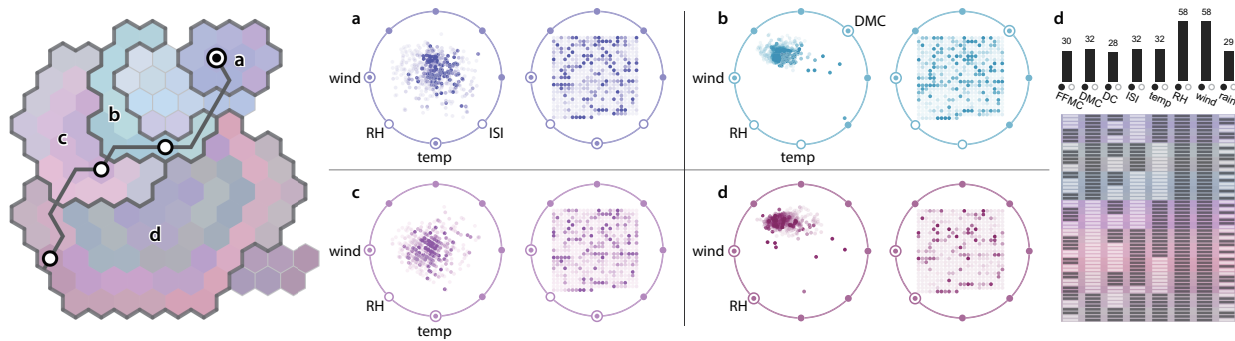 a
b
c
d
a
wind
RH
ISI
temp
b
DMC
wind
RH
temp
c
wind
RH
temp
d
wind
RH
d
30
32
28
32
32
58
58
29
FFMC
DMC
DC
ISI
temp
RH
wind
rain